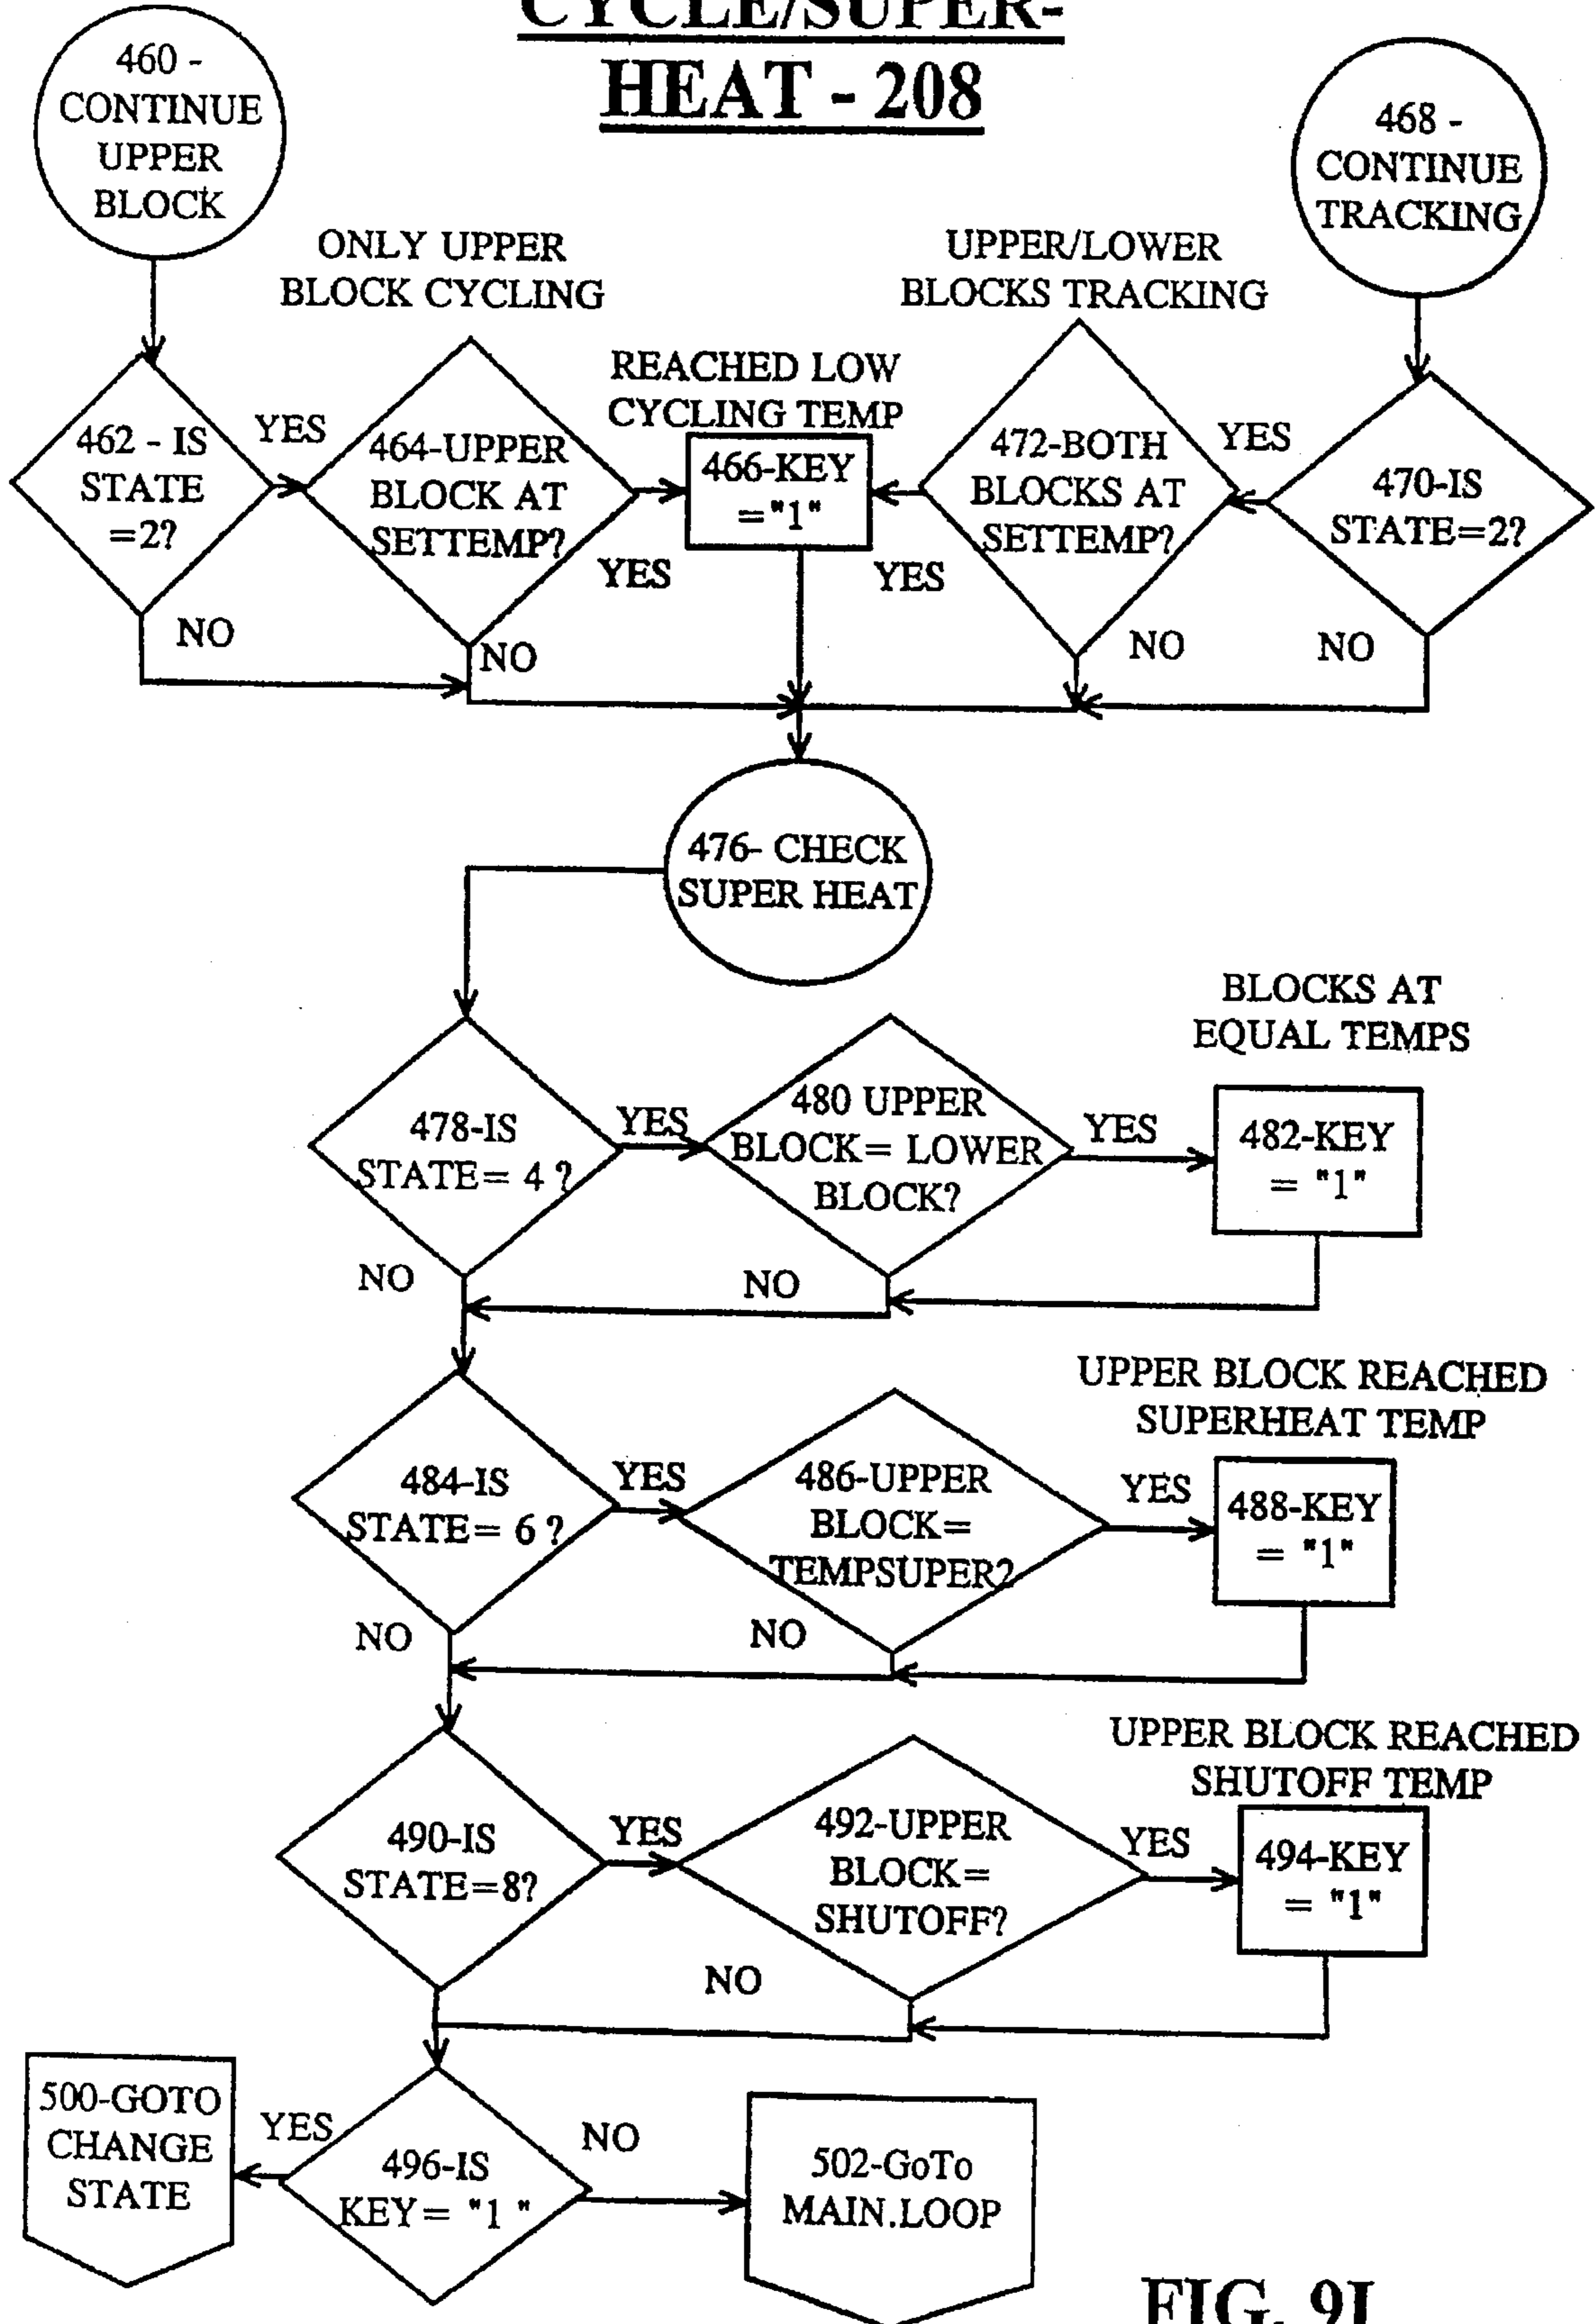 CYCLE/SUPER-
HEAT - 208
460 -
CONTINUE
UPPER
BLOCK
468 -
CONTINUE
TRACKING
ONLY UPPER
BLOCK CYCLING
UPPER/LOWER
BLOCKS TRACKING
REACHED LOW
CYCLING TEMP
462 - IS
STATE
=2?
YES
464-UPPER
BLOCK AT
SETTEMP?
YES
466-KEY
="1"
YES
472-BOTH
BLOCKS AT
SETTEMP?
YES
470-IS
STATE=2?
NO
NO
NO
NO
476- CHECK
SUPER HEAT
BLOCKS AT
EQUAL TEMPS
478-IS
STATE= 4 ?
YES
480 UPPER
BLOCK= LOWER
BLOCK?
YES
482-KEY
= "1"
NO
NO
UPPER BLOCK REACHED
SUPERHEAT TEMP
484-IS
STATE= 6 ?
YES
486-UPPER
BLOCK=
TEMPSUPER?
YES
488-KEY
= "1"
NO
NO
UPPER BLOCK REACHED
SHUTOFF TEMP
490-IS
STATE=8?
YES
492-UPPER
BLOCK=
SHUTOFF?
YES
494-KEY
= "1"
NO
500-GOTO
CHANGE
STATE
YES
496-IS
KEY= "1 "
NO
502-GoTo
MAIN.LOOP